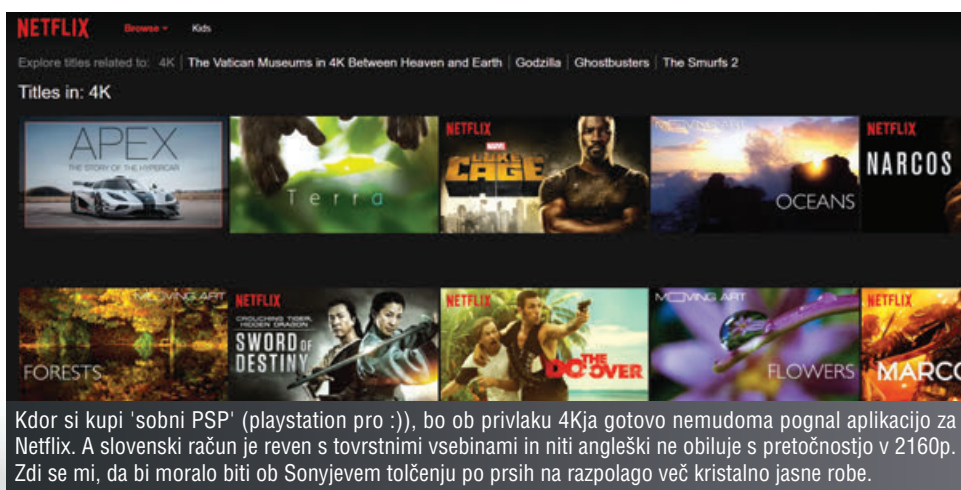 NETFLIX Browse Kids
Explore titles related to: 4K | The Vatican Museums in 4K Between Heaven and Earth | Godzilla | Ghostbusters | The Smurfs 2
Titles in: 4K
APEX
THE STORY OF THE HYPERCAR
Terra
NETFLIX
MARVEL
LUKE
CAGE
MOVING ART
OCEANS
NETFLIX
NARCOS
MOVING ART
FORESTS
NETFLIX
CROUCHING TIGER,
HIDDEN DRAGON
SWORD OF
DESTINY
NETFLIX
THE
DO OVER
MOVING ART
FLOWERS
NETFLIX
MARCO
Kdor si kupi 'sobni PSP' (playstation pro :)), bo ob privlaku 4Kja gotovo nemudoma pognal aplikacijo za
Netflix. A slovenski račun je reven s tovrstnimi vsebinami in niti angleški ne obiluje s pretočnostjo v 2160p.
Zdi se mi, da bi moralo biti ob Sonyjevem tolčenju po prsih na razpolago več kristalno jasne robe.